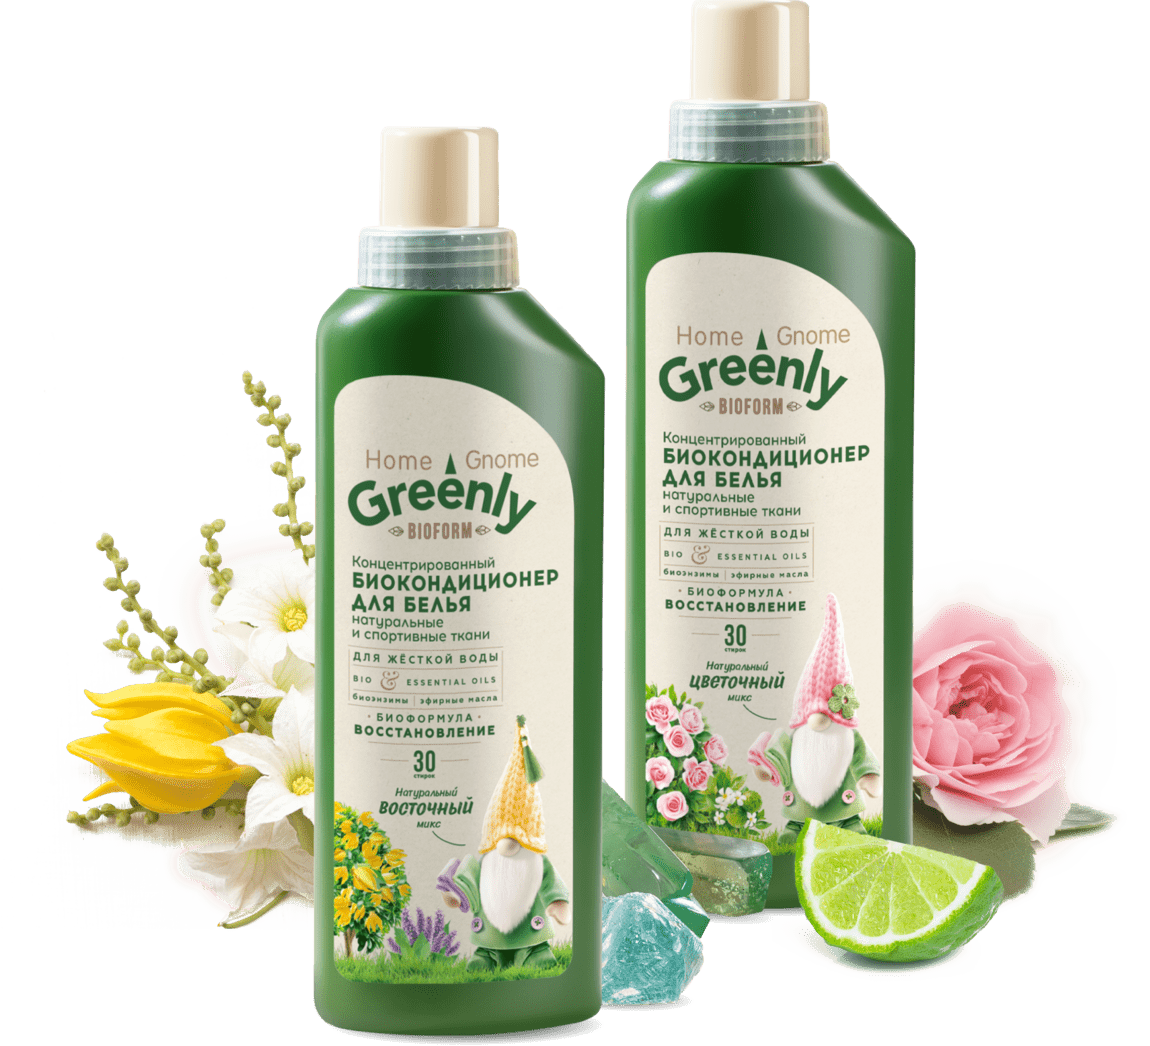 Home Gnome
Greenly
BIOFORM
Концентрированный
БИОКОНДИЦИОНЕР
ДЛЯ БЕЛЬЯ
натуральные
и спортивные ткани
ДЛЯ ЖЁСТКОЙ ВОДЫ
BIO & ESSENTIAL OILS
биоэнзимы | эфирные масла
• БИОФОРМУЛА •
ВОССТАНОВЛЕНИЕ
30
стирок
Натуральный
ВОСТОЧНЫЙ
микс
Home Gnome
Greenly
BIOFORM
Концентрированный
БИОКОНДИЦИОНЕР
ДЛЯ БЕЛЬЯ
натуральные
и спортивные ткани
ДЛЯ ЖЁСТКОЙ ВОДЫ
BIO & ESSENTIAL OILS
биоэнзимы | эфирные масла
• БИОФОРМУЛА •
ВОССТАНОВЛЕНИЕ
30
стирок
Натуральный
ЦВЕТОЧНЫЙ
микс